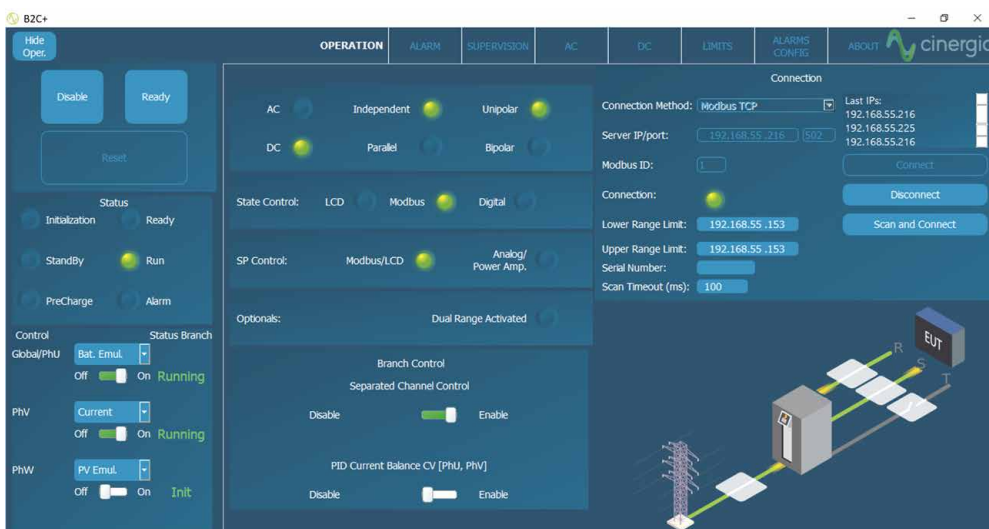 B2C+
Hide
Oper.
OPERATION
ALARM
SUPERVISION
AC
DC
LIMITS
ALARMS
CONFIG
ABOUT
cinergia
Disable
Ready
Reset
Status
Initialization
Ready
StandBy
Run
PreCharge
Alarm
Control
Status Branch
Global/PhU
Bat. Emul.
Off
On
Running
PhV
Current
Off
On
Running
PhW
PV Emul.
Off
On
Init
AC
Independent
Unipolar
DC
Paralel
Bipolar
State Control:
LCD
Modbus
Digital
SP Control:
Modbus/LCD
Analog/
Power Amp.
Optionals:
Dual Range Activated
Branch Control
Separated Channel Control
Disable
Enable
PID Current Balance CV [PhU, PhV]
Disable
Enable
Connection
Connection Method:
Modbus TCP
Server IP/port:
192.168.55 .216
502
Modbus ID:
1
Connection:
Lower Range Limit:
192.168.55 .153
Upper Range Limit:
192.168.55 .153
Serial Number:
Scan Timeout (ms):
100
Last IPs:
192.168.55.216
192.168.55.225
192.168.55.216
Connect
Disconnect
Scan and Connect
EUT
R
S
T